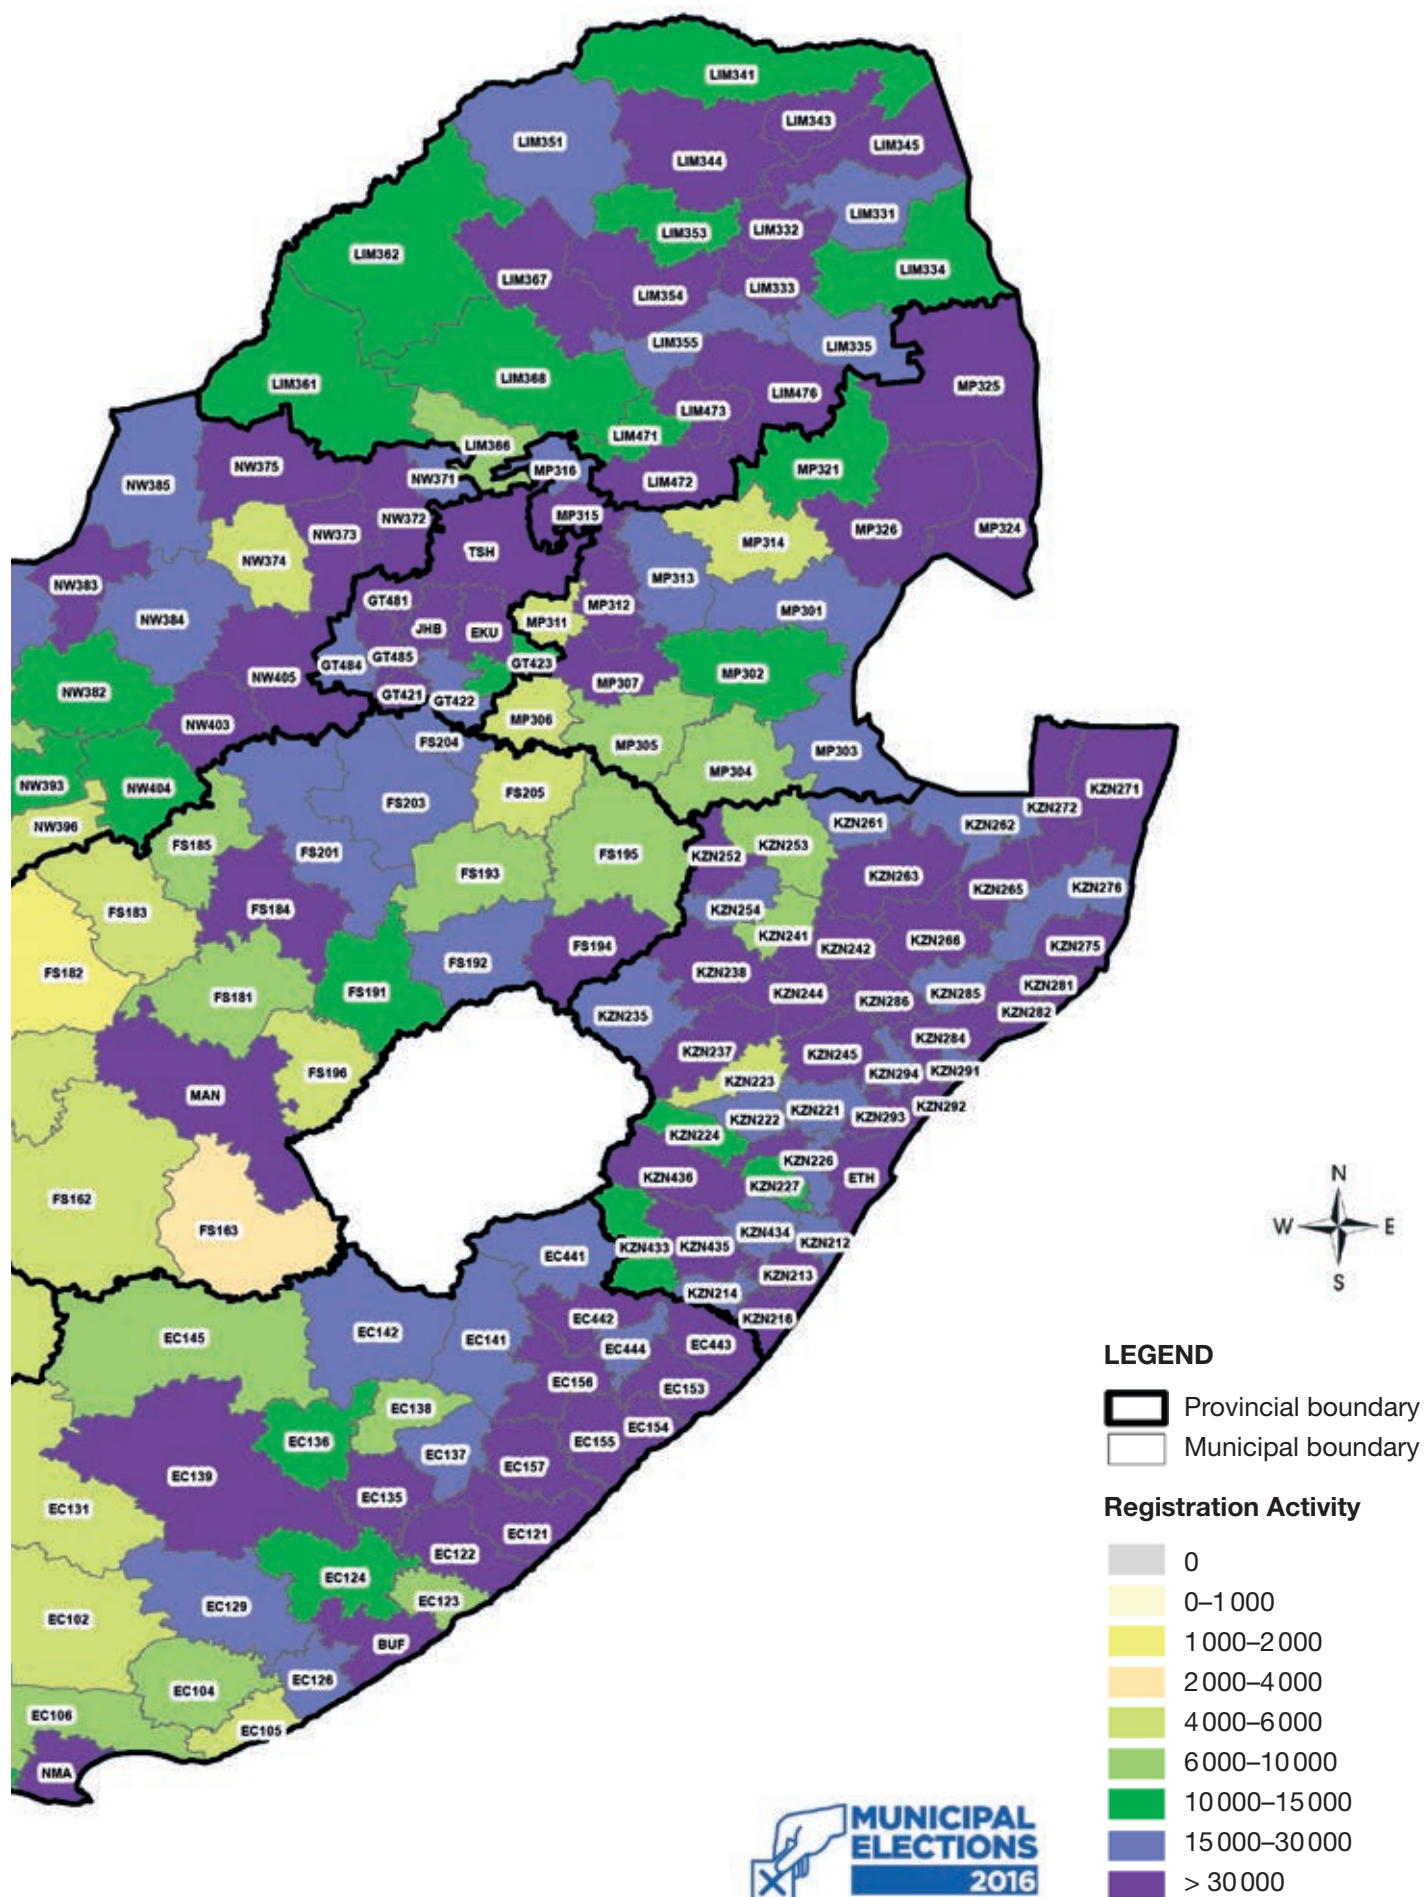 LIM341
LIM343
LIM351
LIM345
LIM344
LIM331
LIM332
LIM353
LIM362
LIM334
LIM367
LIM333
LIM354
LIM355
LIM335
LIM368
LIM361
MP325
LIM476
LIM473
LIM471
LIM366
NW375
MP321
MP316
NW371
LIM472
NW385
MP315
NW372
MP326
MP324
NW373
MP314
TSH
NW374
MP313
NW383
GT481
MP312
MP301
NW384
MP311
JHB
EKU
GT485
GT423
GT484
MP302
NW405
MP307
NW382
GT421
GT422
MP306
NW403
FS204
MP305
MP303
MP304
NW393
NW404
KZN271
FS205
FS203
KZN272
KZN261
KZN262
NW396
FS185
KZN253
FS201
FS195
KZN252
FS193
KZN263
KZN265
KZN276
FS184
KZN254
FS183
KZN241
KZN266
FS194
KZN242
KZN275
FS192
KZN238
FS182
KZN281
FS191
KZN244
KZN285
FS181
KZN286
KZN282
KZN235
KZN284
KZN237
KZN245
KZN291
FS196
KZN294
KZN223
MAN
KZN292
KZN221
KZN293
KZN222
KZN224
KZN226
KZN436
ETH
KZN227
FS162
FS163
KZN434
KZN212
KZN433
KZN435
EC441
KZN213
KZN214
EC442
KZN216
EC142
EC145
EC141
EC443
EC444
EC156
EC153
EC138
EC154
EC136
EC155
EC137
EC157
EC139
EC135
EC131
EC121
EC122
EC124
EC123
EC129
EC102
BUF
EC126
EC104
EC106
EC105
NMA
N
W
E
S
LEGEND
Provincial boundary
Municipal boundary
Registration Activity
0
0–1 000
1 000–2 000
2 000–4 000
4 000–6 000
6 000–10 000
10 000–15 000
15 000–30 000
> 30 000
MUNICIPAL
ELECTIONS
2016